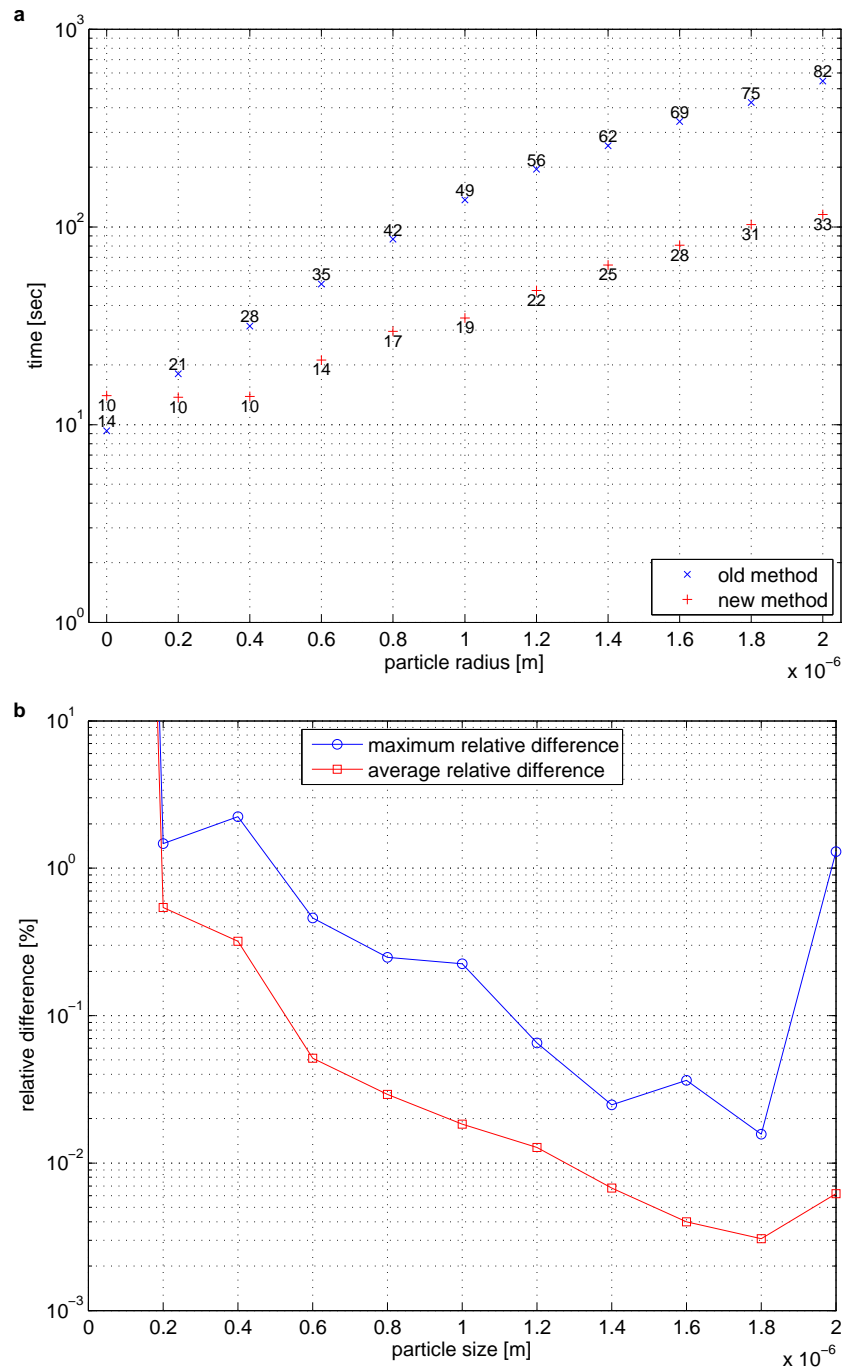 a
10^3
82
75
69
62
56
49
10^2
42
33
31
35
28
28
25
22
19
21
17
14
10
10
10
14
10^1
time [sec]
old method
new method
10^0
0 0.2 0.4 0.6 0.8 1 1.2 1.4 1.6 1.8 2
particle radius [m]
x 10^−6
b
10^1
maximum relative difference
average relative difference
10^0
relative difference [%]
10^−1
10^−2
10^−3
0 0.2 0.4 0.6 0.8 1 1.2 1.4 1.6 1.8 2
particle size [m]
x 10^−6